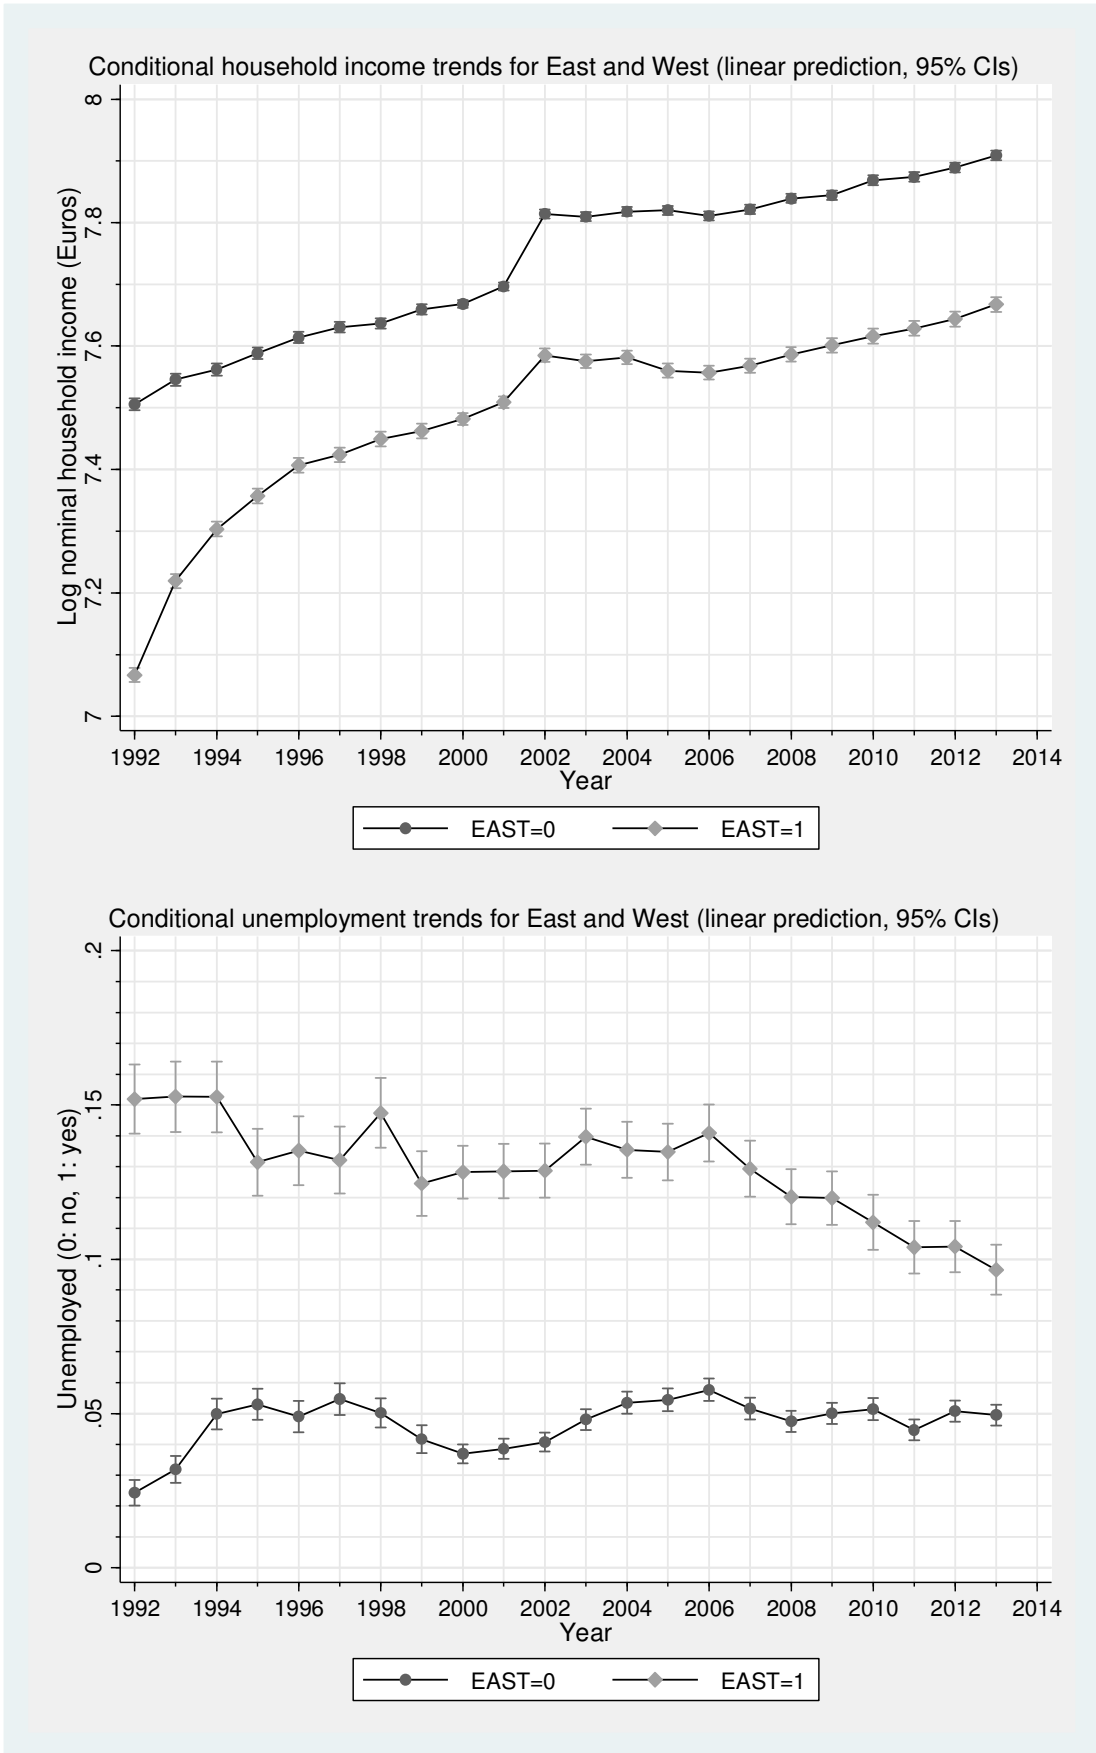 Conditional household income trends for East and West (linear prediction, 95% CIs)
Log nominal household income (Euros)
8
7.8
7.6
7.4
7.2
7
1992 1994 1996 1998 2000 2002 2004 2006 2008 2010 2012 2014
Year
EAST=0 EAST=1
Conditional unemployment trends for East and West (linear prediction, 95% CIs)
Unemployed (0: no, 1: yes)
.2
.15
.1
.05
0
1992 1994 1996 1998 2000 2002 2004 2006 2008 2010 2012 2014
Year
EAST=0 EAST=1